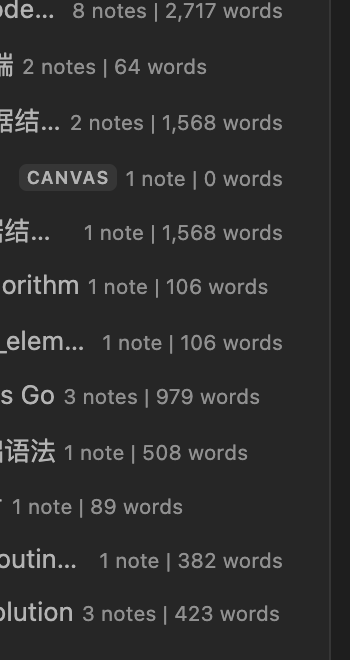 ode... 8 notes | 2,717 words
端 2 notes | 64 words
据结... 2 notes | 1,568 words
CANVAS 1 note | 0 words
据结... 1 note | 1,568 words
orithm 1 note | 106 words
_elem... 1 note | 106 words
s Go 3 notes | 979 words
语法 1 note | 508 words
1 note | 89 words
outin... 1 note | 382 words
olution 3 notes | 423 words